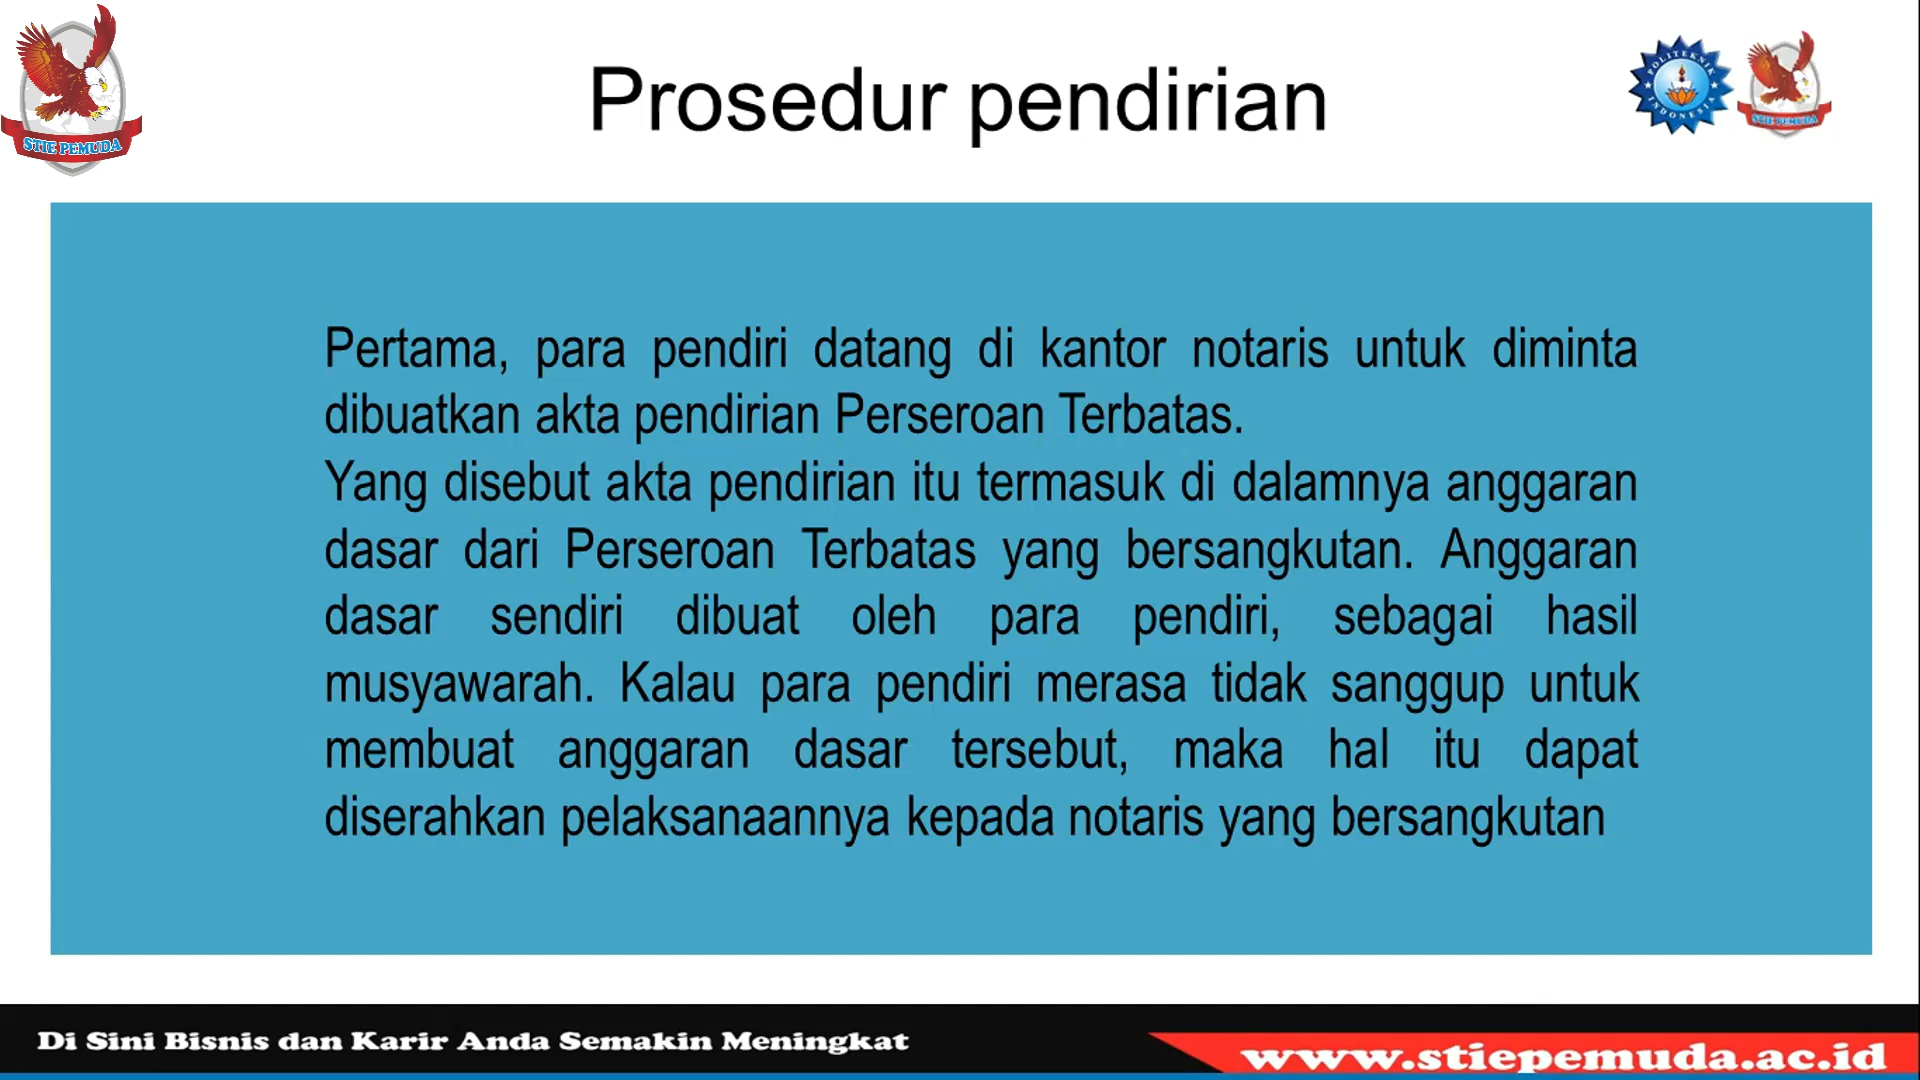 STIE PEMUDA
Prosedur pendirian
POLITEKNIK
INDONESIA
STIE PEMUDA
Pertama, para pendiri datang di kantor notaris untuk diminta
dibuatkan akta pendirian Perseroan Terbatas.
Yang disebut akta pendirian itu termasuk di dalamnya anggaran
dasar dari Perseroan Terbatas yang bersangkutan. Anggaran
dasar sendiri dibuat oleh para pendiri, sebagai hasil
musyawarah. Kalau para pendiri merasa tidak sanggup untuk
membuat anggaran dasar tersebut, maka hal itu dapat
diserahkan pelaksanaannya kepada notaris yang bersangkutan
Di Sini Bisnis dan Karir Anda Semakin Meningkat
www.stiepemuda.ac.id